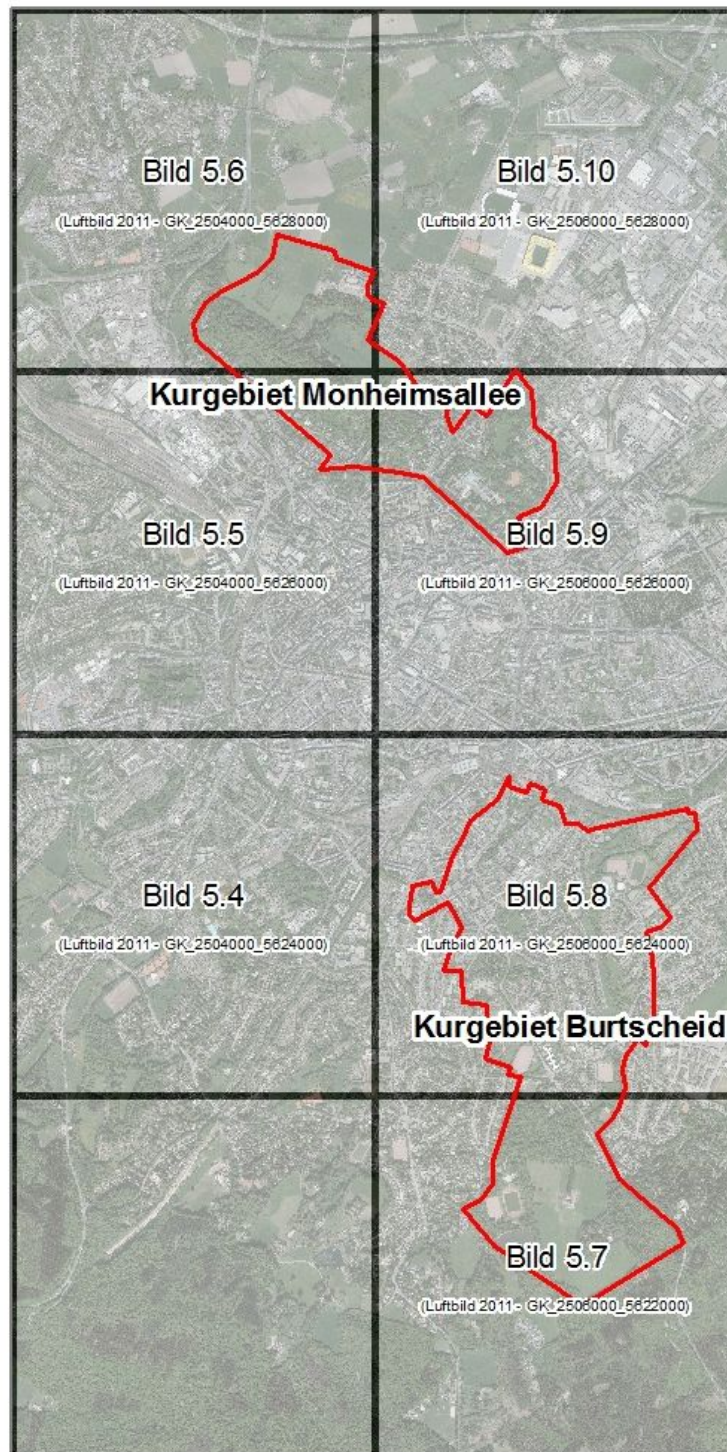 Bild 5.6
(Luftbild 2011 - GK_2504000_5628000)
Bild 5.10
(Luftbild 2011 - GK_2506000_5628000)
Kurgebiet Monheimsallee
Bild 5.5
(Luftbild 2011 - GK_2504000_5626000)
Bild 5.9
(Luftbild 2011 - GK_2506000_5626000)
Bild 5.4
(Luftbild 2011 - GK_2504000_5624000)
Bild 5.8
(Luftbild 2011 - GK_2506000_5624000)
Kurgebiet Burtscheid
Bild 5.7
(Luftbild 2011 - GK_2506000_5622000)